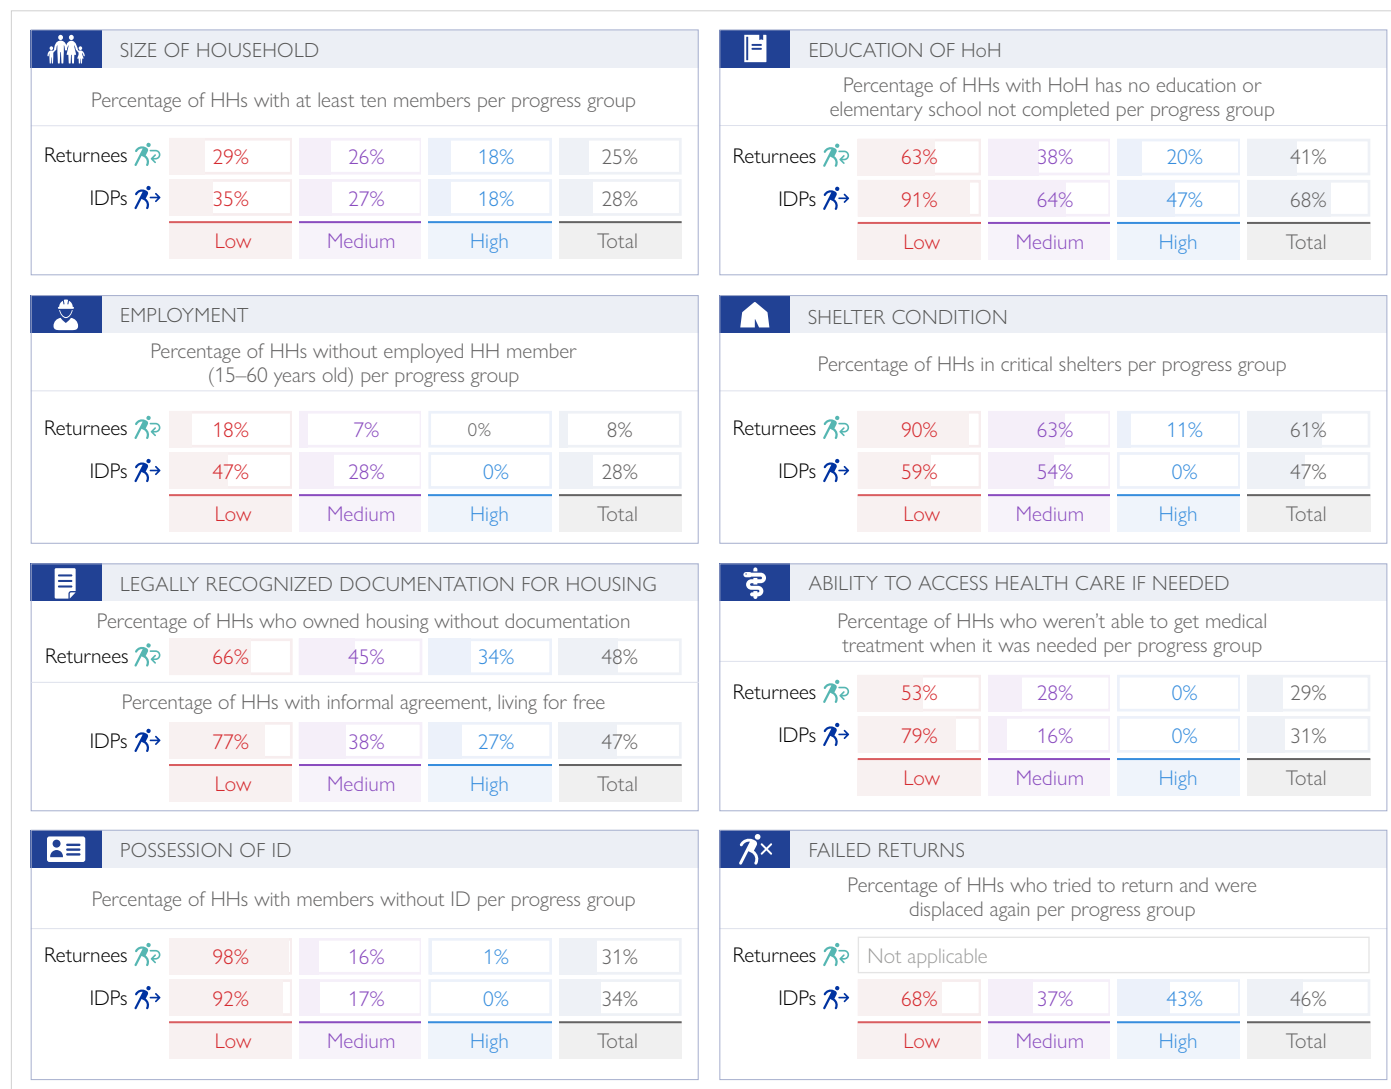 SIZE OF HOUSEHOLD
Percentage of HHs with at least ten members per progress group
Returnees 29% 26% 18% 25%
IDPs 35% 27% 18% 28%
Low Medium High Total
EDUCATION OF HoH
Percentage of HHs with HoH has no education or
elementary school not completed per progress group
Returnees 63% 38% 20% 41%
IDPs 91% 64% 47% 68%
Low Medium High Total
EMPLOYMENT
Percentage of HHs without employed HH member
(15–60 years old) per progress group
Returnees 18% 7% 0% 8%
IDPs 47% 28% 0% 28%
Low Medium High Total
SHELTER CONDITION
Percentage of HHs in critical shelters per progress group
Returnees 90% 63% 11% 61%
IDPs 59% 54% 0% 47%
Low Medium High Total
LEGALLY RECOGNIZED DOCUMENTATION FOR HOUSING
Percentage of HHs who owned housing without documentation
Returnees 66% 45% 34% 48%
Percentage of HHs with informal agreement, living for free
IDPs 77% 38% 27% 47%
Low Medium High Total
ABILITY TO ACCESS HEALTH CARE IF NEEDED
Percentage of HHs who weren't able to get medical
treatment when it was needed per progress group
Returnees 53% 28% 0% 29%
IDPs 79% 16% 0% 31%
Low Medium High Total
POSSESSION OF ID
Percentage of HHs with members without ID per progress group
Returnees 98% 16% 1% 31%
IDPs 92% 17% 0% 34%
Low Medium High Total
FAILED RETURNS
Percentage of HHs who tried to return and were
displaced again per progress group
Returnees Not applicable
IDPs 68% 37% 43% 46%
Low Medium High Total